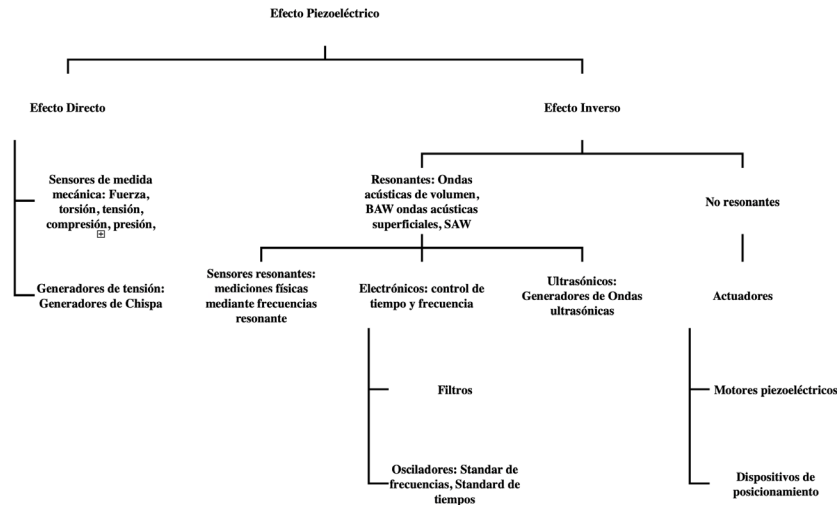 Efecto Piezoeléctrico
Efecto Directo
Efecto Inverso
Sensores de medida
mecánica: Fuerza,
torsión, tensión,
compresión, presión,
Resonantes: Ondas
acústicas de volumen,
BAW ondas acústicas
superficiales, SAW
No resonantes
Generadores de tensión:
Generadores de Chispa
Sensores resonantes:
mediciones físicas
mediante frecuencias
resonante
Electrónicos: control de
tiempo y frecuencia
Ultrasónicos:
Generadores de Ondas
ultrasónicas
Actuadores
Filtros
Motores piezoeléctricos
Osciladores: Standar de
frecuencias, Standard de
tiempos
Dispositivos de
posicionamiento